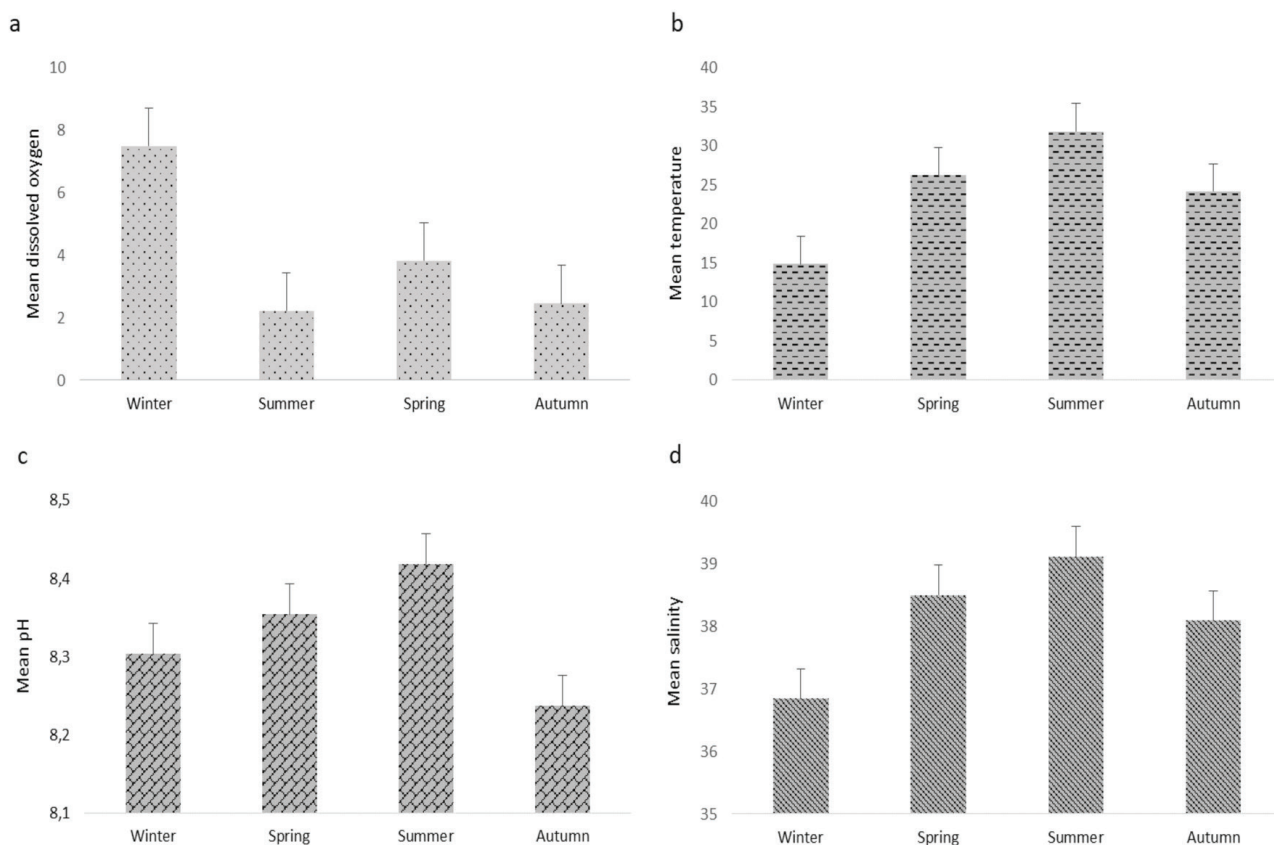 a
Mean dissolved oxygen
10
8
6
4
2
0
Winter Summer Spring Autumn
b
Mean temperature
40
35
30
25
20
15
10
5
0
Winter Spring Summer Autumn
c
Mean pH
8,5
8,4
8,3
8,2
8,1
Winter Spring Summer Autumn
d
Mean salinity
40
39
38
37
36
35
Winter Spring Summer Autumn